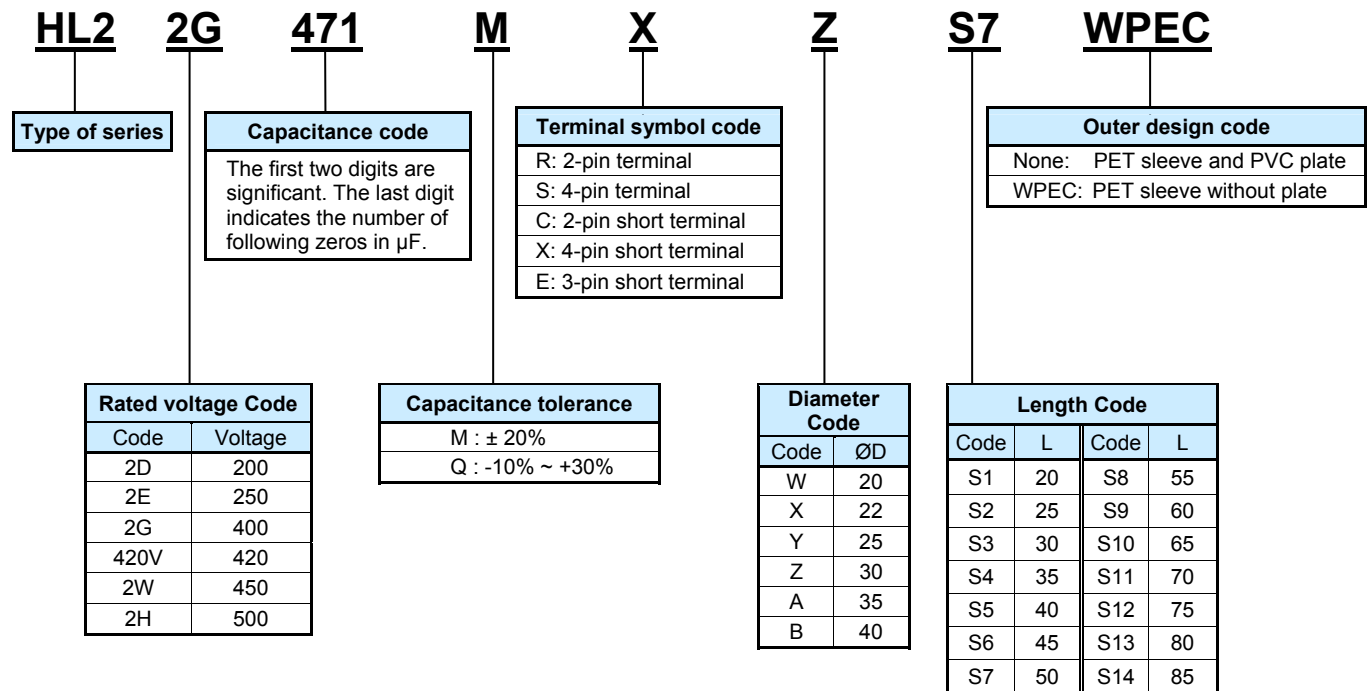 HL2 2G 471 M X Z S7 WPEC
Type of series
Capacitance code
The first two digits are
significant. The last digit
indicates the number of
following zeros in µF.
Terminal symbol code
R: 2-pin terminal
S: 4-pin terminal
C: 2-pin short terminal
X: 4-pin short terminal
E: 3-pin short terminal
Outer design code
None: PET sleeve and PVC plate
WPEC: PET sleeve without plate
Rated voltage Code
Code Voltage
2D 200
2E 250
2G 400
420V 420
2W 450
2H 500
Capacitance tolerance
M : ± 20%
Q : -10% ~ +30%
Diameter
Code
Code ØD
W 20
X 22
Y 25
Z 30
A 35
B 40
Length Code
Code L Code L
S1 20 S8 55
S2 25 S9 60
S3 30 S10 65
S4 35 S11 70
S5 40 S12 75
S6 45 S13 80
S7 50 S14 85